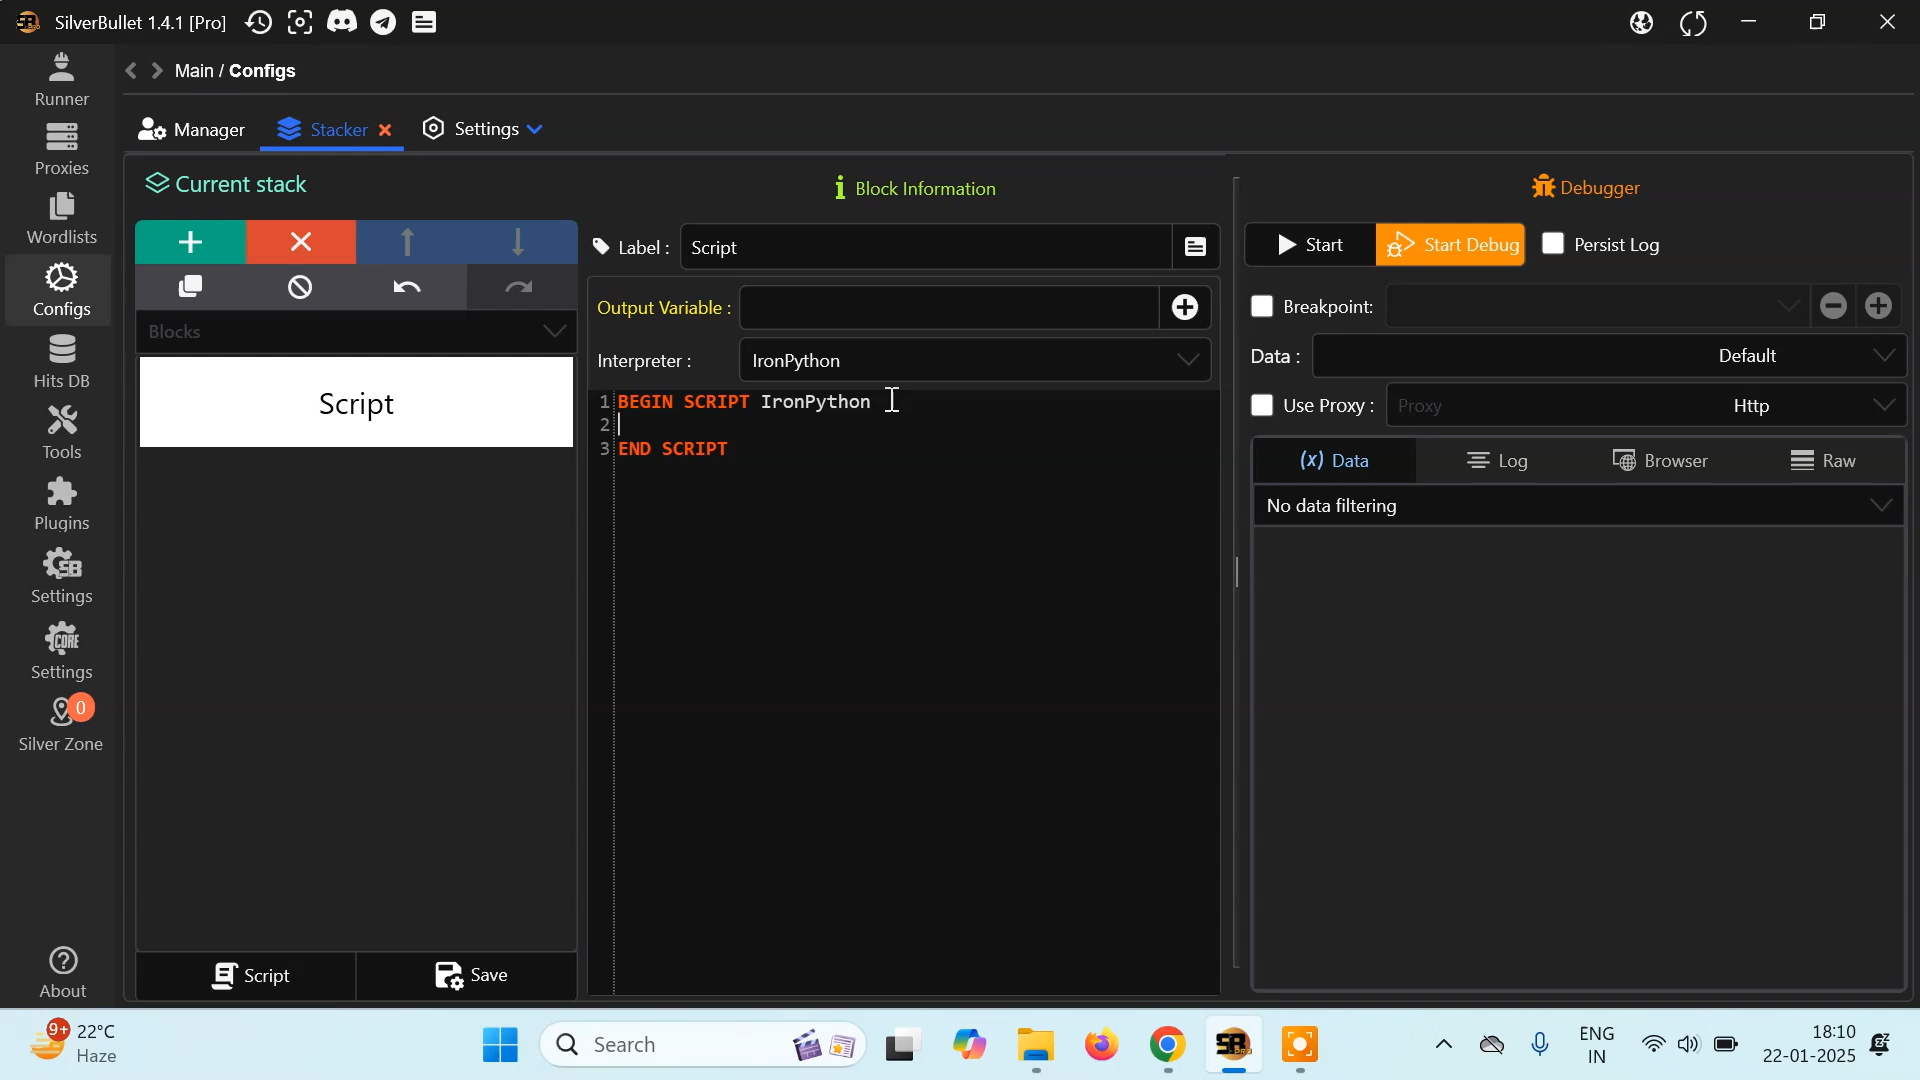 SilverBullet 1.4.1 [Pro]
Runner
Proxies
Wordlists
Configs
Hits DB
Tools
Plugins
SB
Settings
CORE
Settings
0
Silver Zone
About
Main / Configs
Manager
Stacker
Settings
Current stack
Blocks
Script
Script
Save
Block Information
Label : Script
Output Variable :
Interpreter : IronPython
1 BEGIN SCRIPT IronPython
2
3 END SCRIPT
Debugger
Start
Start Debug
Persist Log
Breakpoint:
Data : Default
Use Proxy : Proxy Http
(x) Data
Log
Browser
Raw
No data filtering
9+
22°C
Haze
Search
SB
PRO
ENG
IN
18:10
22-01-2025